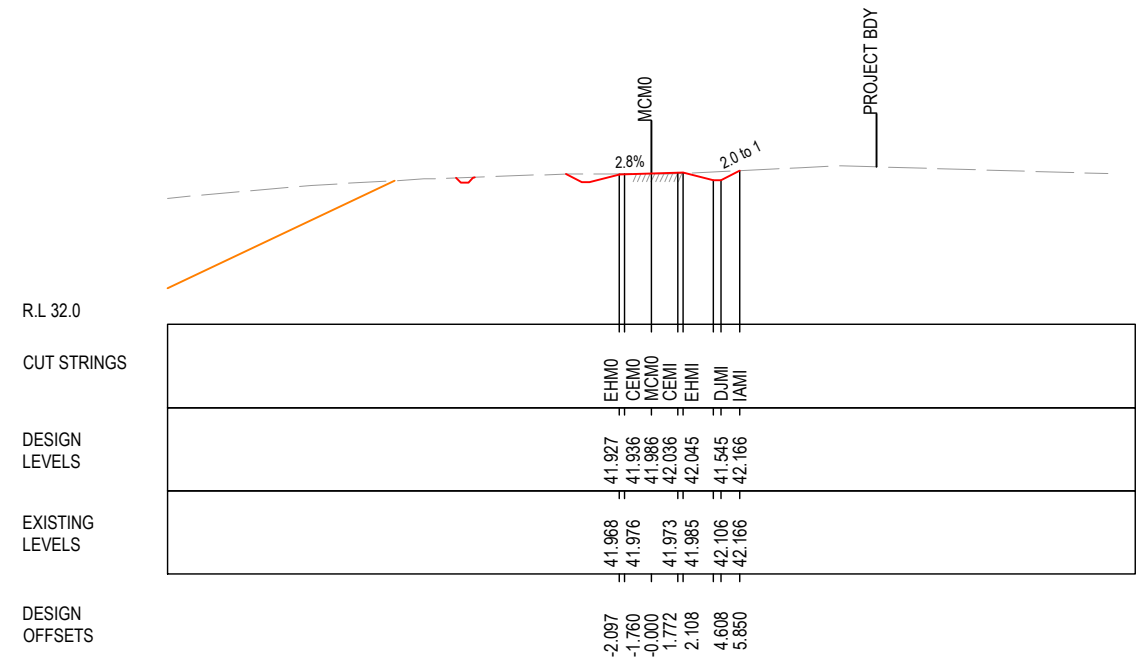 PROJECT BDY
MCM0
2.8%
2.0 to 1
R.L 32.0
CUT STRINGS
EHM0
CEM0
MCM0
CEMI
EHMI
DJMI
IAMI
DESIGN
LEVELS
41.927
41.936
41.986
42.036
42.045
41.545
42.166
EXISTING
LEVELS
41.968
41.976
41.973
41.985
42.106
42.166
DESIGN
OFFSETS
-2.097
-1.760
-0.000
1.772
2.108
4.608
5.850